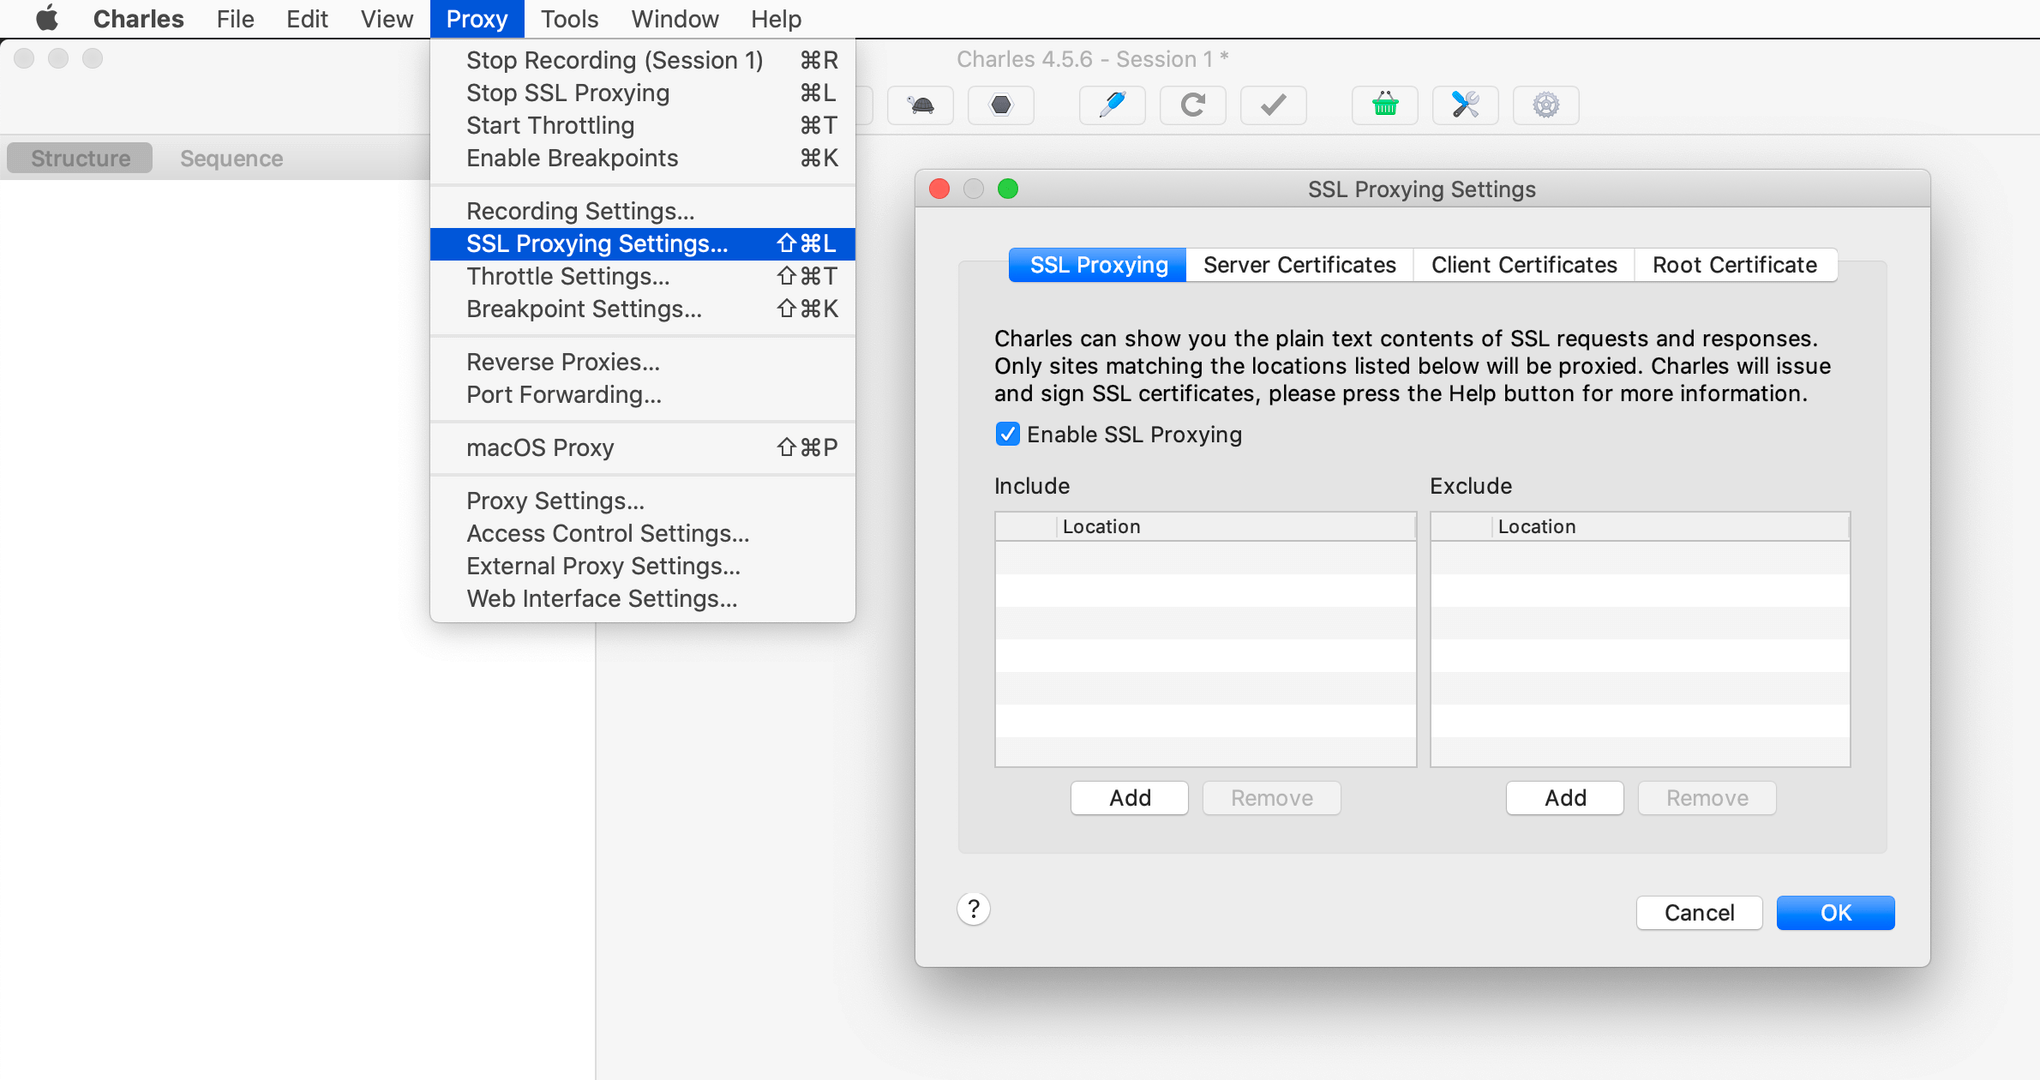 Charles File Edit View Proxy Tools Window Help
Charles 4.5.6 - Session 1 *
Structure Sequence
Stop Recording (Session 1) ⌘R
Stop SSL Proxying ⌘L
Start Throttling ⌘T
Enable Breakpoints ⌘K
Recording Settings...
SSL Proxying Settings... ⇧⌘L
Throttle Settings... ⇧⌘T
Breakpoint Settings... ⇧⌘K
Reverse Proxies...
Port Forwarding...
macOS Proxy ⇧⌘P
Proxy Settings...
Access Control Settings...
External Proxy Settings...
Web Interface Settings...
SSL Proxying Settings
SSL Proxying Server Certificates Client Certificates Root Certificate
Charles can show you the plain text contents of SSL requests and responses.
Only sites matching the locations listed below will be proxied. Charles will issue
and sign SSL certificates, please press the Help button for more information.
Enable SSL Proxying
Include Exclude
Location Location
Add Remove Add Remove
? Cancel OK